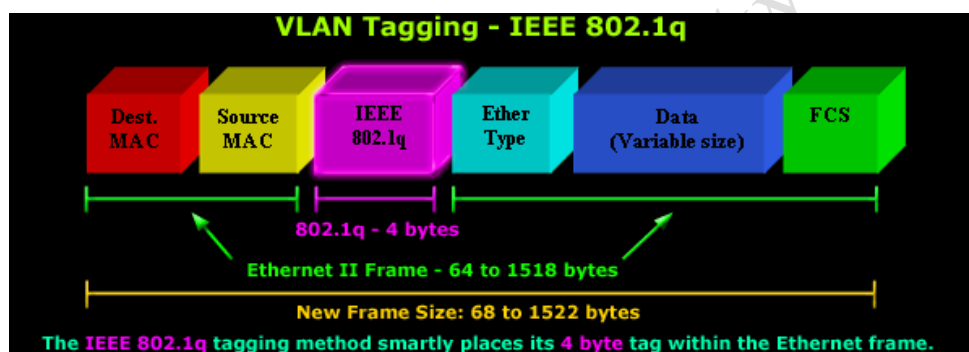 VLAN Tagging - IEEE 802.1q
Dest.
MAC
Source
MAC
IEEE
802.1q
Ether
Type
Data
(Variable size)
FCS
802.1q - 4 bytes
Ethernet II Frame - 64 to 1518 bytes
New Frame Size: 68 to 1522 bytes
The IEEE 802.1q tagging method smartly places its 4 byte tag within the Ethernet frame.